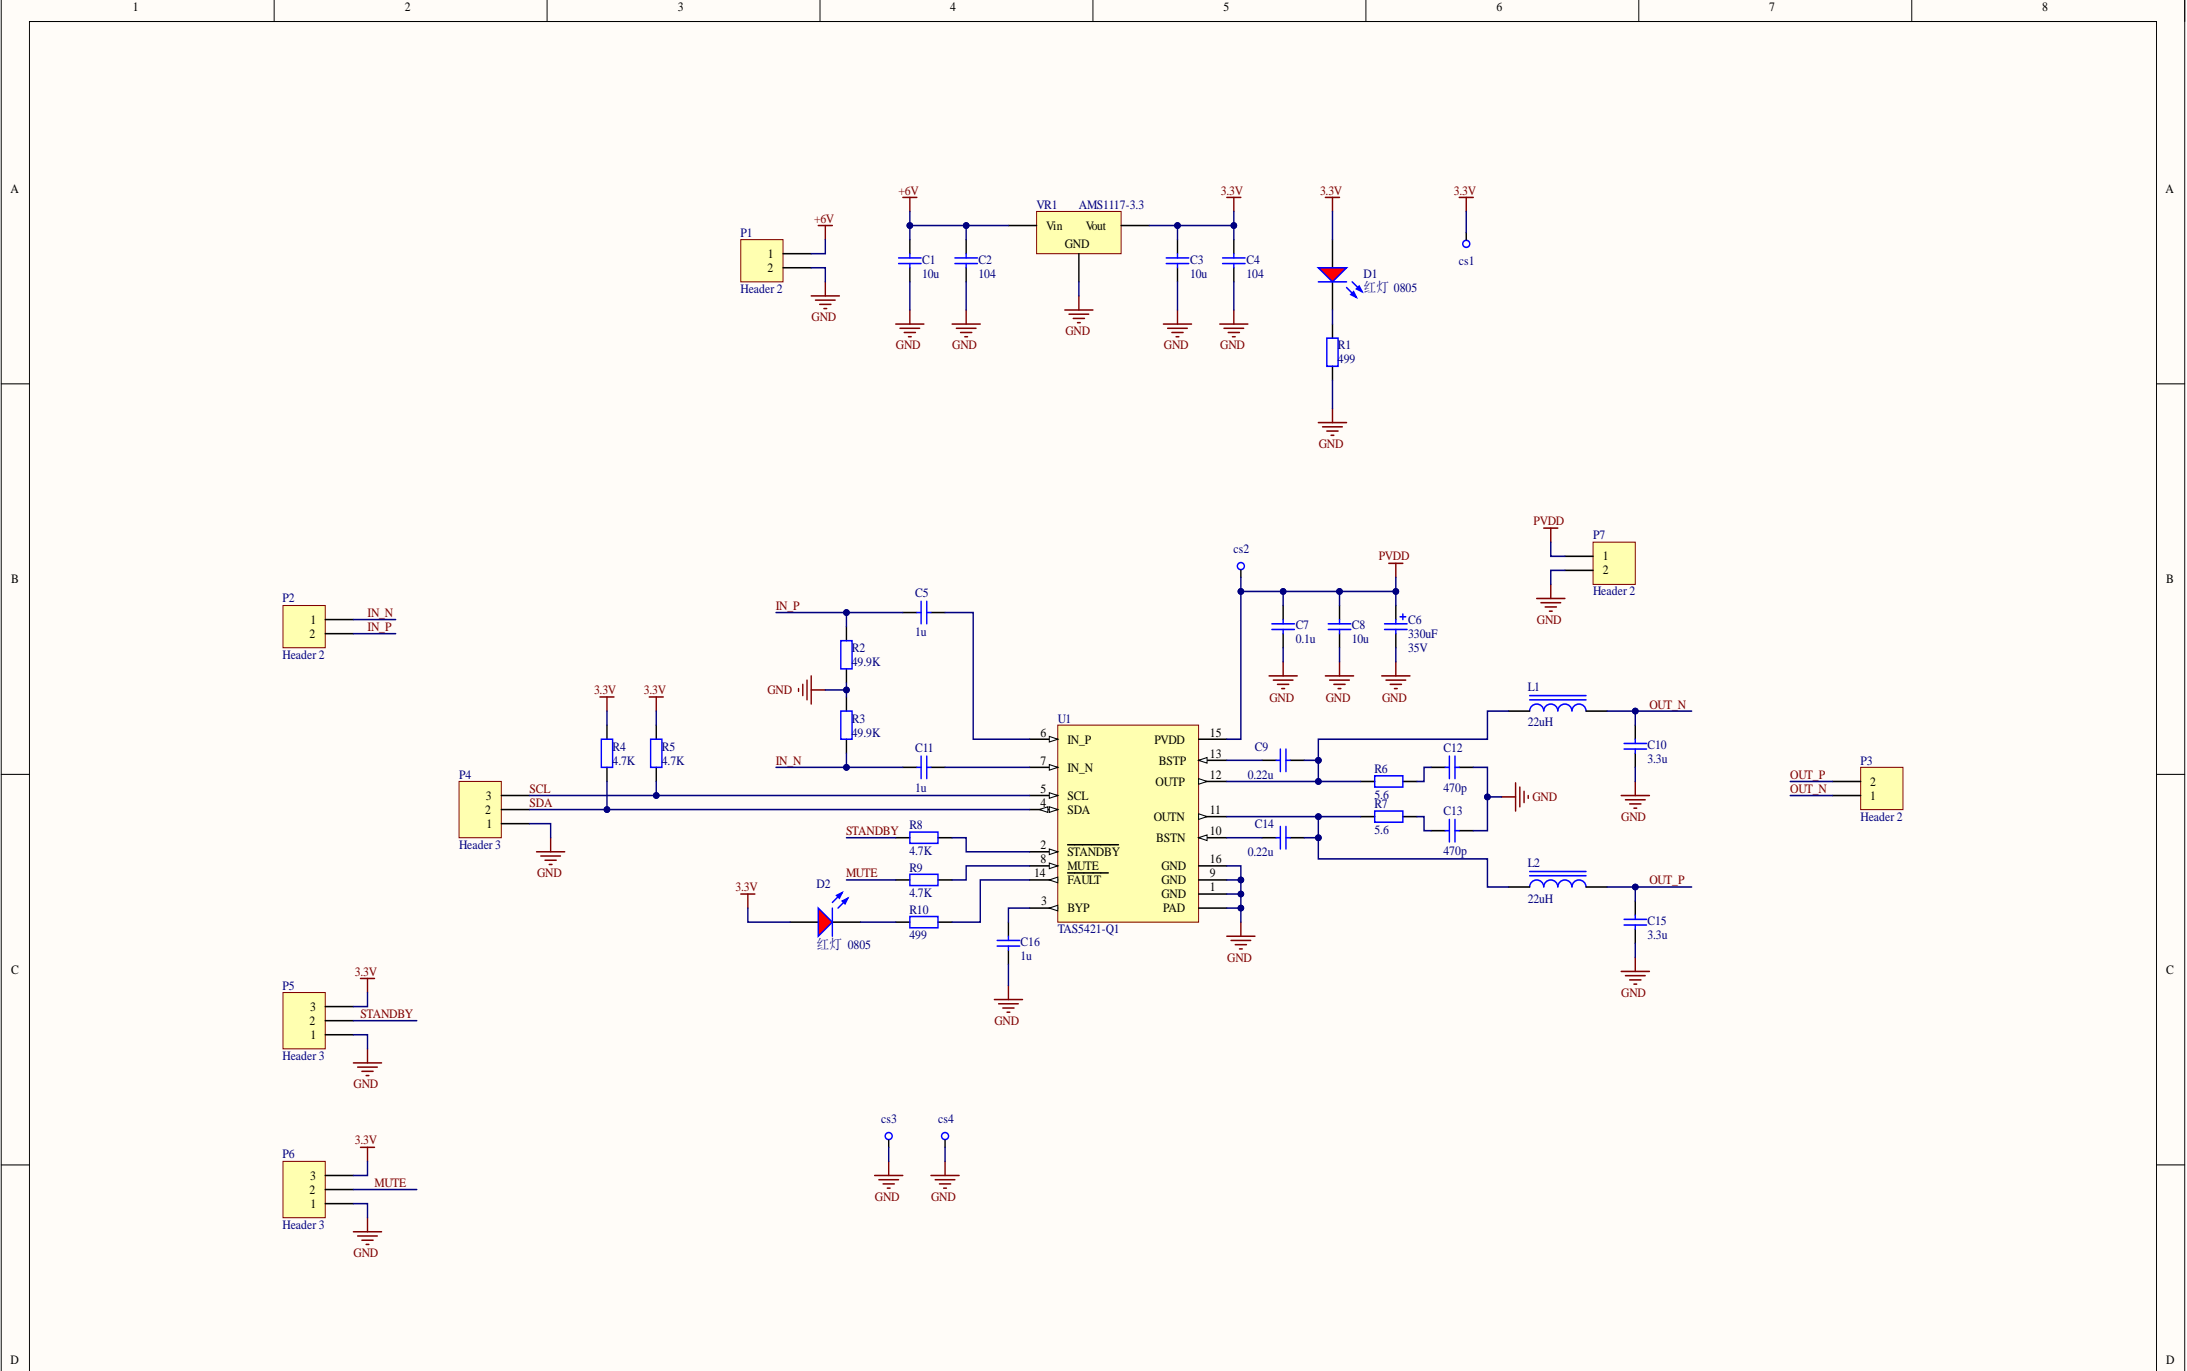 1 2 3 4 5 6 7 8
A A
+6V 3.3V 3.3V 3.3V
VR1 AMS1117-3.3
+6V
P1
Vin Vout
GND
1
2
Header 2
GND
C1
10u
C2
104
C3
10u
C4
104
cs1
D1
红灯 0805
GND GND GND GND GND
R1
499
GND
B B
PVDD
P7
1
2
Header 2
GND
cs2
PVDD
P2
1 IN_N
2 IN_P
Header 2
IN_P
C5
1u
R2
49.9K
GND
R3
49.9K
IN_N
C11
1u
C7
0.1u
C8
10u
C6
+
330uF
35V
GND GND GND
3.3V 3.3V
R4
4.7K
R5
4.7K
P4
3 SCL
2 SDA
1
Header 3
GND
U1
6 IN_P
7 IN_N
5 SCL
4 SDA
2 STANDBY
8 MUTE
14 FAULT
3 BYP
PVDD 15
BSTP 13
OUTP 12
OUTN 11
BSTN 10
GND 16
GND 9
GND 1
PAD
TAS5421-Q1
GND
STANDBY
R8
4.7K
MUTE
R9
4.7K
3.3V
D2
红灯 0805
R10
499
C16
1u
GND
C9
0.22u
C14
0.22u
R6
5.6
R7
5.6
C12
470p
C13
470p
GND
L1
22uH
OUT_N
C10
3.3u
GND
L2
22uH
OUT_P
C15
3.3u
GND
P3
OUT_P 2
OUT_N 1
Header 2
C C
3.3V
P5
3
2 STANDBY
1
Header 3
GND
cs3 cs4
GND GND
3.3V
P6
3
2 MUTE
1
Header 3
GND
D D